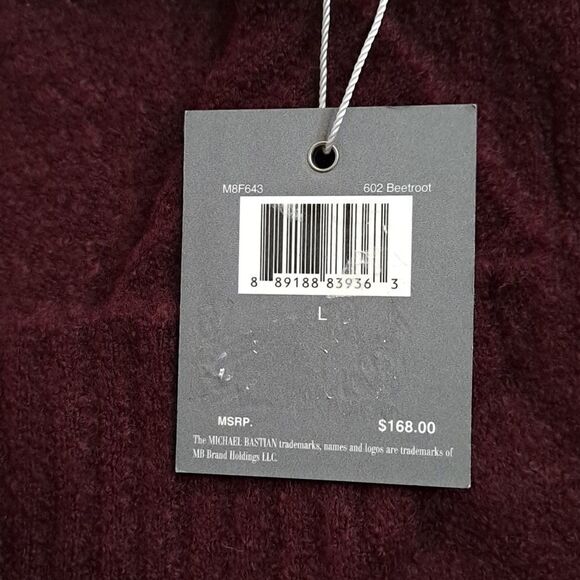 M8F643 602 Beetroot
8 89188 83936 3
L
MSRP. $168.00
The MICHAEL BASTIAN trademarks, names and logos are trademarks of
MB Brand Holdings LLC.